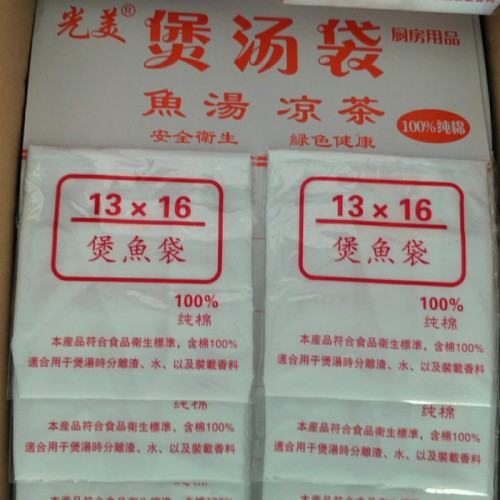 光美® 煲汤袋 厨房用品
魚湯 凉茶
100%纯棉
安全衛生 綠色健康
13 × 16
煲魚袋
100%
纯棉
本產品符合食品衛生標準，含棉100%
適合用于煲湯時分離渣、水、以及裝載香料
13 × 16
煲魚袋
100%
纯棉
本產品符合食品衛生標準，含棉100%
適合用于煲湯時分離渣、水、以及裝載香料
纯棉
本產品符合食品衛生標準，含棉100%
適合用于煲湯時分離渣、水、以及裝載香料
纯棉
本產品符合食品衛生標準，含棉100%
適合用于煲湯時分離渣、水、以及裝載香料